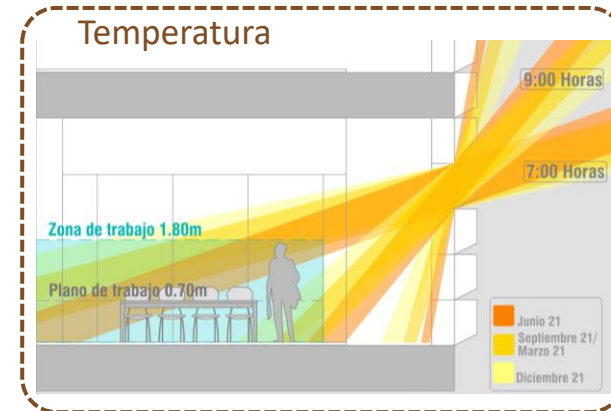 Temperatura
9:00 Horas
7:00 Horas
Zona de trabajo 1.80m
Plano de trabajo 0.70m
Junio 21
Septiembre 21/
Marzo 21
Diciembre 21